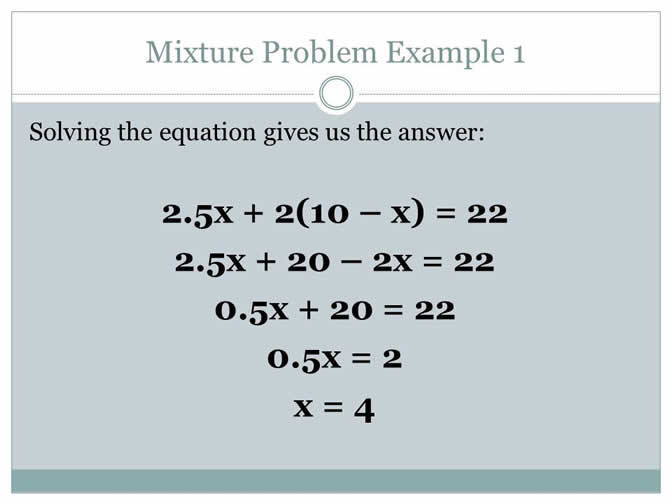 Mixture Problem Example 1
Solving the equation gives us the answer:
2.5x + 2(10 – x) = 22
2.5x + 20 – 2x = 22
0.5x + 20 = 22
0.5x = 2
x = 4